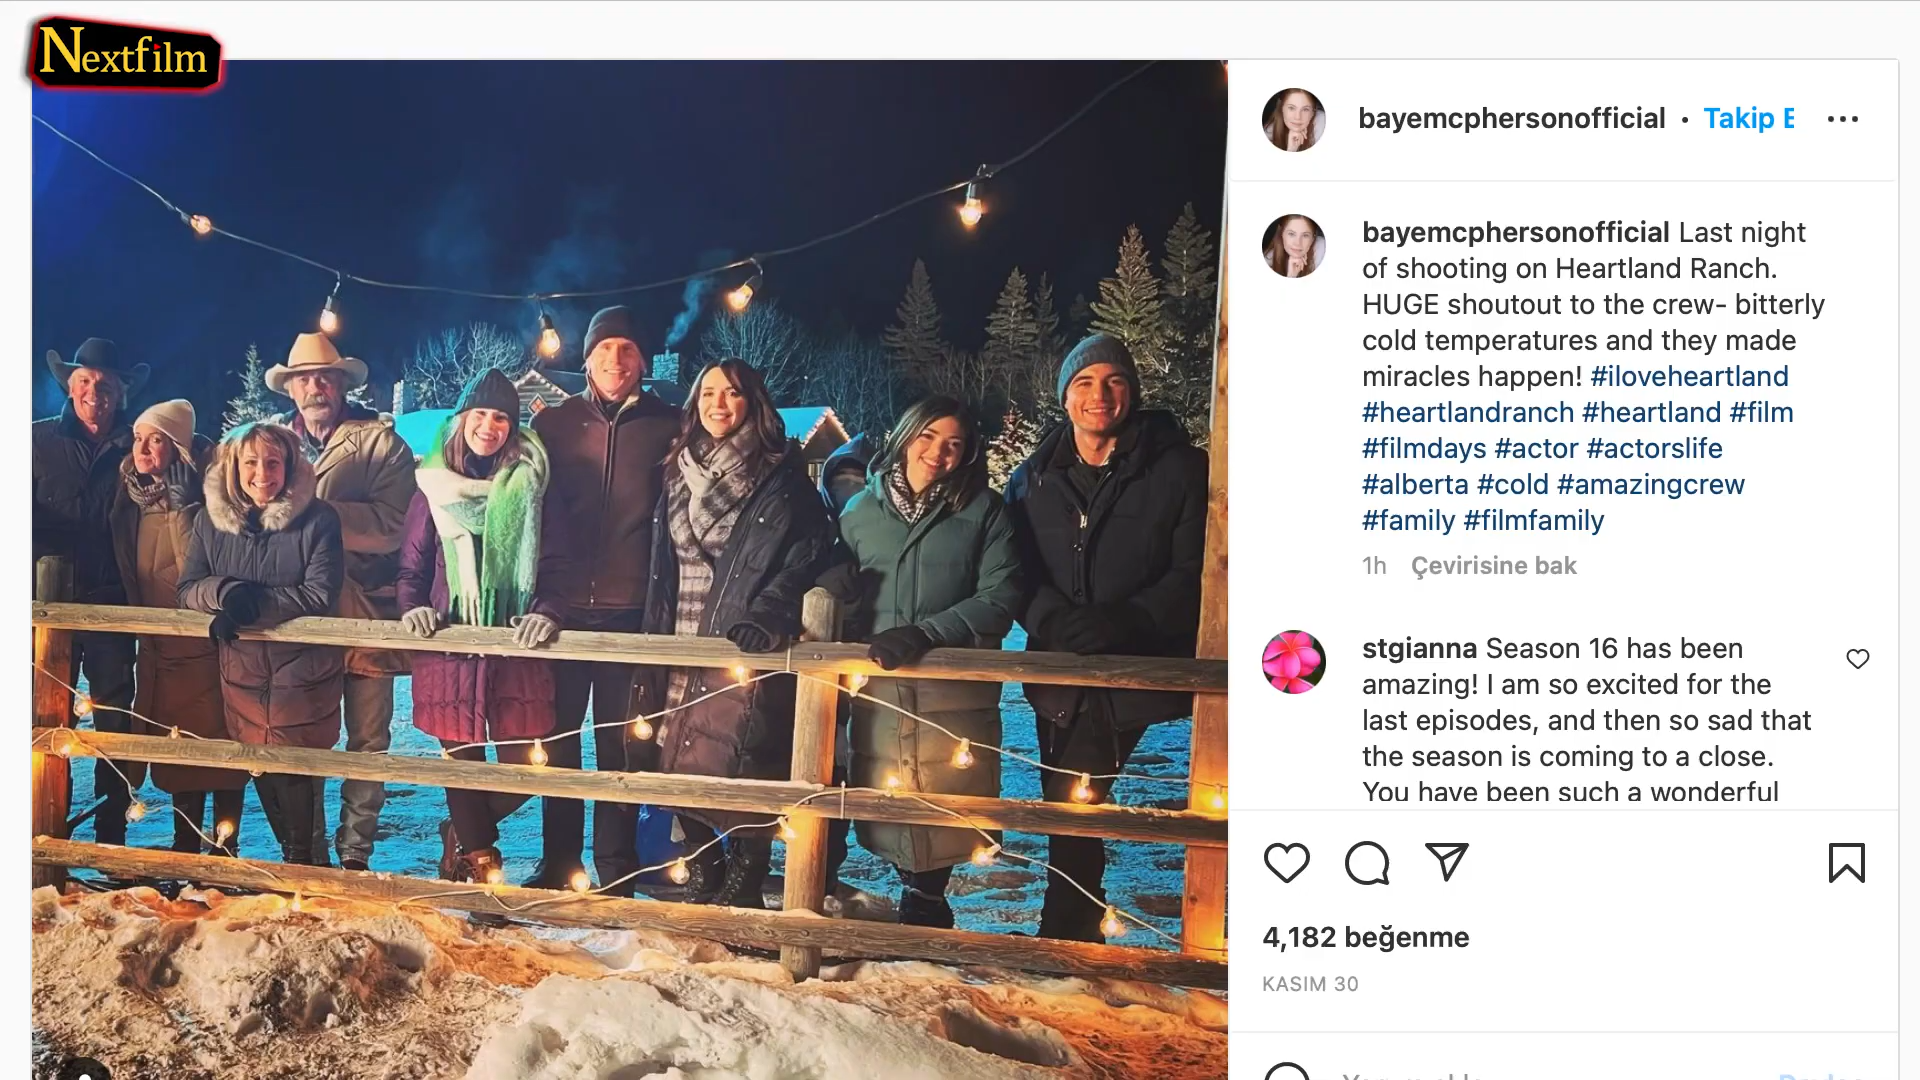 Nextfilm
bayemcphersonofficial • Takip E
bayemcphersonofficial Last night
of shooting on Heartland Ranch.
HUGE shoutout to the crew- bitterly
cold temperatures and they made
miracles happen! #iloveheartland
#heartlandranch #heartland #film
#filmdays #actor #actorslife
#alberta #cold #amazingcrew
#family #filmfamily
1h Çevirisine bak
stgianna Season 16 has been
amazing! I am so excited for the
last episodes, and then so sad that
the season is coming to a close.
You have been such a wonderful
4,182 beğenme
KASIM 30